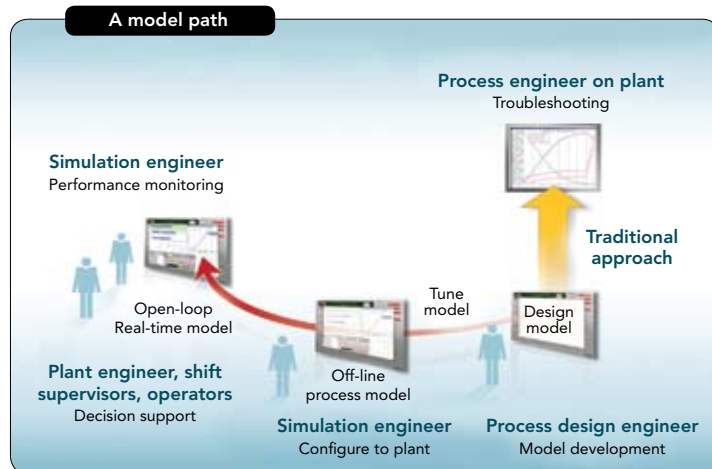 A model path
Process engineer on plant
Troubleshooting
Simulation engineer
Performance monitoring
Traditional
approach
Open-loop
Real-time model
Tune
model
Design
model
Off-line
process model
Plant engineer, shift
supervisors, operators
Decision support
Simulation engineer
Configure to plant
Process design engineer
Model development